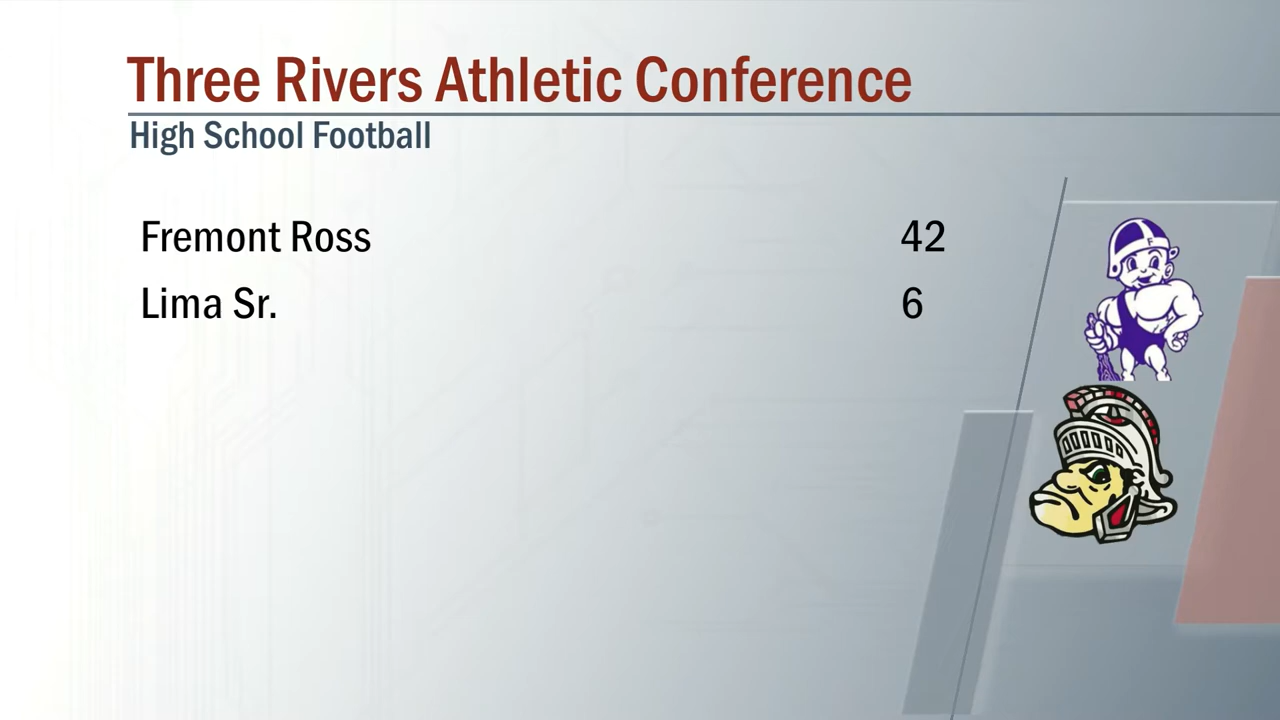 Three Rivers Athletic Conference
High School Football
Fremont Ross 42
Lima Sr. 6
F